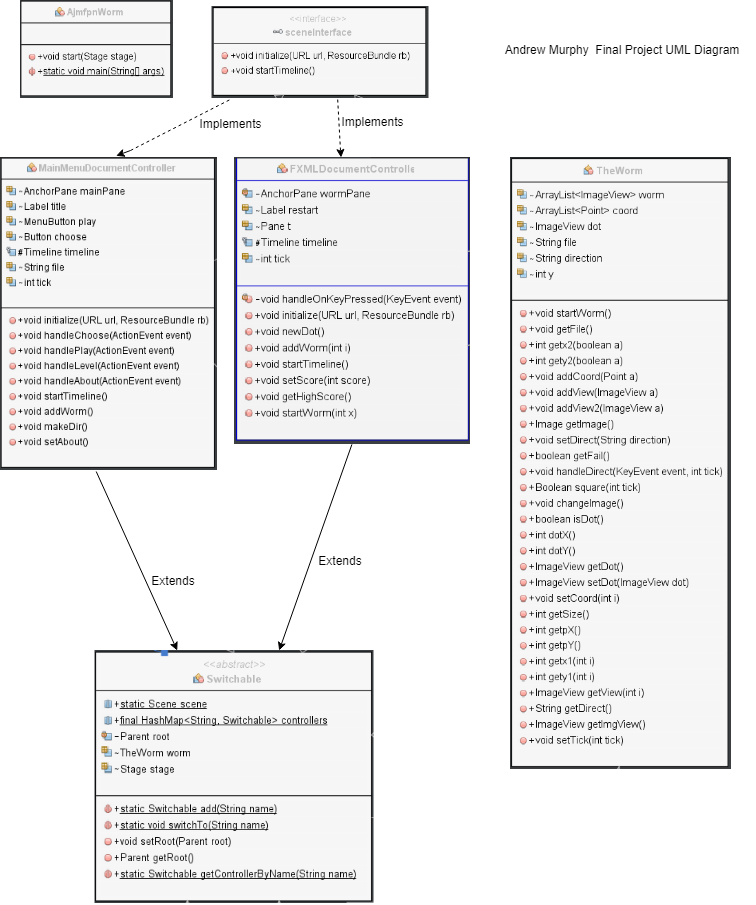 AjmfpnWorm
+void start(Stage stage)
+static void main(String[] args)
<<interface>>
sceneInterface
+void initialize(URL url, ResourceBundle rb)
+void startTimeline()
Andrew Murphy Final Project UML Diagram
Implements
Implements
MainMenuDocumentController
~AnchorPane mainPane
~Label title
~MenuButton play
~Button choose
#Timeline timeline
~String file
~int tick
+void initialize(URL url, ResourceBundle rb)
+void handleChoose(ActionEvent event)
+void handlePlay(ActionEvent event)
+void handleLevel(ActionEvent event)
+void handleAbout(ActionEvent event)
+void startTimeline()
+void addWorm()
+void makeDir()
+void setAbout()
FXMLDocumentControlle
-AnchorPane wormPane
~Label restart
~Pane t
#Timeline timeline
~int tick
-void handleOnKeyPressed(KeyEvent event)
+void initialize(URL url, ResourceBundle rb)
+void newDot()
+void addWorm(int i)
+void startTimeline()
+void setScore(int score)
+void getHighScore()
+void startWorm(int x)
TheWorm
~ArrayList<ImageView> worm
~ArrayList<Point> coord
~ImageView dot
~String file
~String direction
~int y
+void startWorm()
+void getFile()
+int getx2(boolean a)
+int gety2(boolean a)
+void addCoord(Point a)
+void addView(ImageView a)
+void addView2(ImageView a)
+Image getImage()
+void setDirect(String direction)
+boolean getFail()
+void handleDirect(KeyEvent event, int tick)
+Boolean square(int tick)
+void changeImage()
+boolean isDot()
+int dotX()
+int dotY()
+ImageView getDot()
+ImageView setDot(ImageView dot)
+void setCoord(int i)
+int getSize()
+int getpX()
+int getpY()
+int getx1(int i)
+int gety1(int i)
+ImageView getView(int i)
+String getDirect()
+ImageView getImgView()
+void setTick(int tick)
Extends
Extends
<<abstract>>
Switchable
+static Scene scene
+final HashMap<String, Switchable> controllers
-Parent root
~TheWorm worm
~Stage stage
+static Switchable add(String name)
+static void switchTo(String name)
+void setRoot(Parent root)
+Parent getRoot()
+static Switchable getControllerByName(String name)